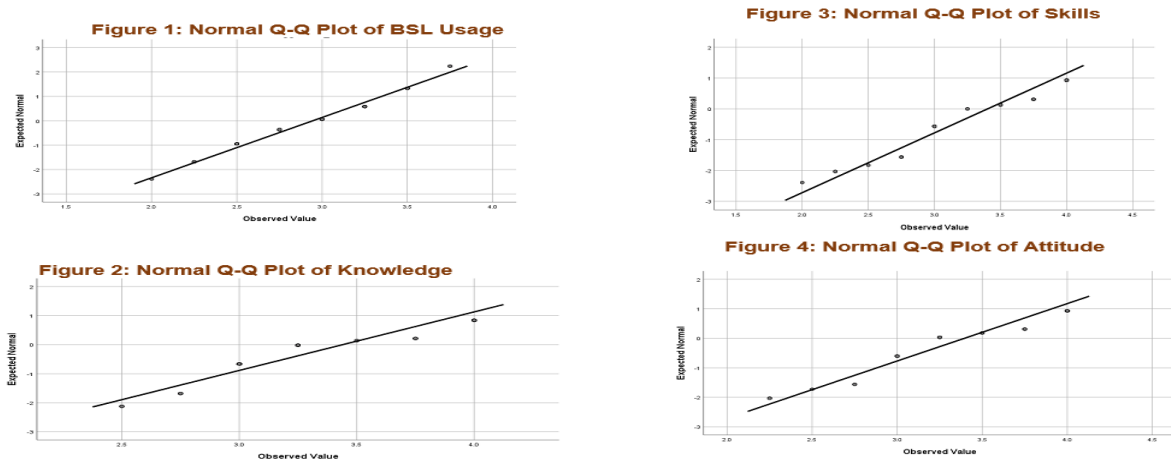 Figure 1: Normal Q-Q Plot of BSL Usage
3
2
1
0
-1
-2
-3
Expected Normal
1.5 2.0 2.5 3.0 3.5 4.0
Observed Value
Figure 2: Normal Q-Q Plot of Knowledge
2
1
0
-1
-2
-3
Expected Normal
2.5 3.0 3.5 4.0
Observed Value
Figure 3: Normal Q-Q Plot of Skills
2
1
0
-1
-2
-3
Expected Normal
1.5 2.0 2.5 3.0 3.5 4.0 4.5
Observed Value
Figure 4: Normal Q-Q Plot of Attitude
2
1
0
-1
-2
-3
Expected Normal
2.0 2.5 3.0 3.5 4.0 4.5
Observed Value